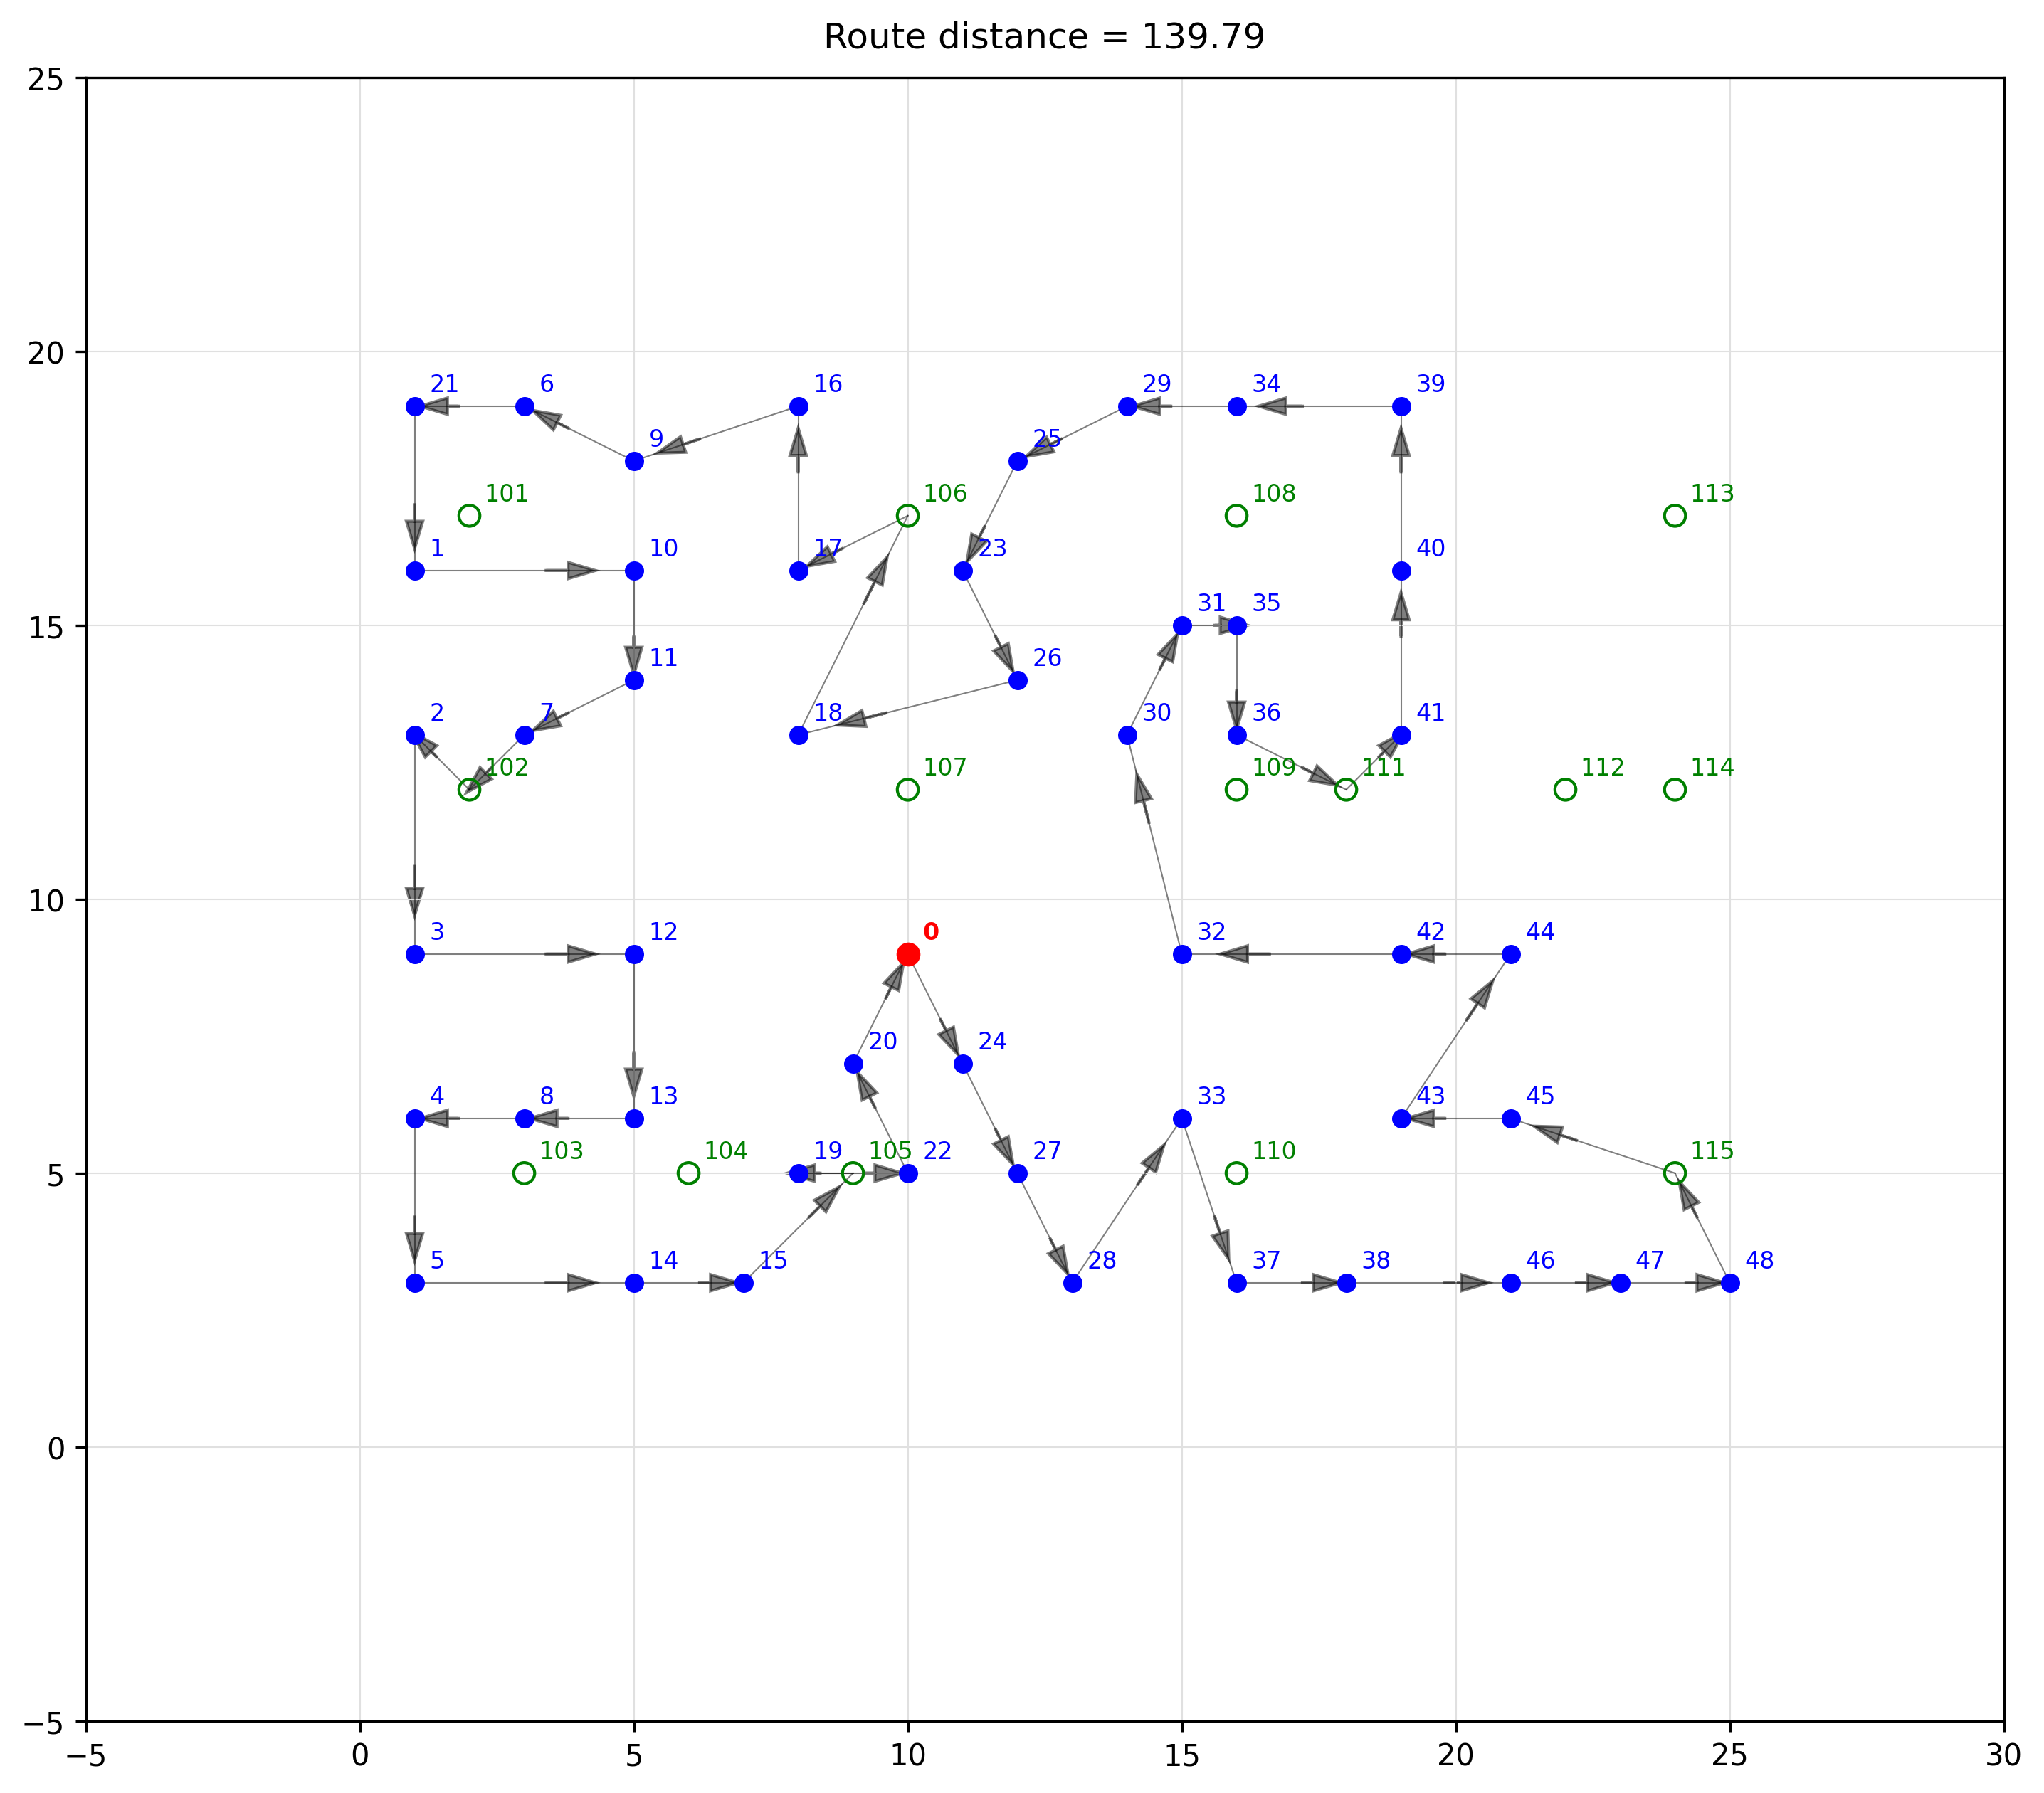 Route distance = 139.79
25
20
15
10
5
0
−5
21 6 16 29 34 39
9 25
101 106 108 113
1 10 17 23 40
31 35
11 26
2 7 18 30 36 41
102 107 109 111 112 114
3 12 0 32 42 44
20 24
4 8 13 33 43 45
103 104 19 105 22 27 110 115
5 14 15 28 37 38 46 47 48
−5 0 5 10 15 20 25 30